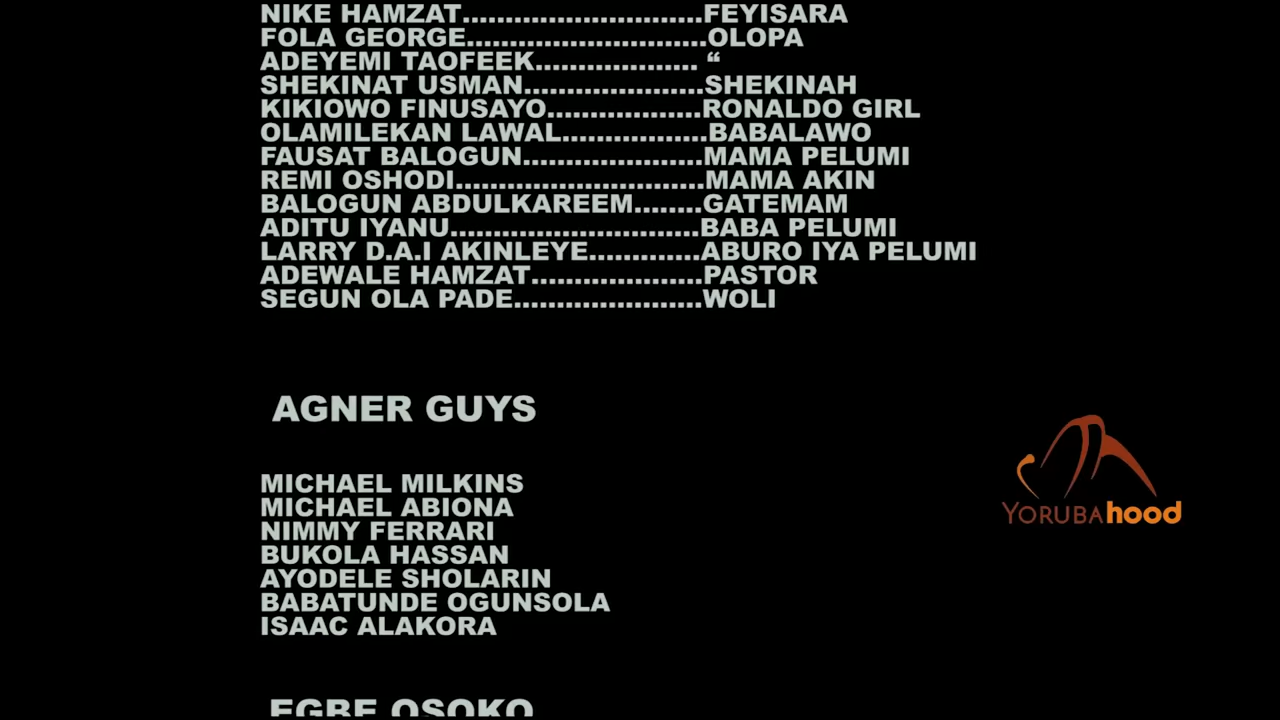 NIKE HAMZAT............................FEYISARA
FOLA GEORGE............................OLOPA
ADEYEMI TAOFEEK................... “
SHEKINAT USMAN.....................SHEKINAH
KIKIOWO FINUSAYO..................RONALDO GIRL
OLAMILEKAN LAWAL.................BABALAWO
FAUSAT BALOGUN.....................MAMA PELUMI
REMI OSHODI.............................MAMA AKIN
BALOGUN ABDULKAREEM........GATEMAM
ADITU IYANU.............................BABA PELUMI
LARRY D.A.I AKINLEYE.............ABURO IYA PELUMI
ADEWALE HAMZAT....................PASTOR
SEGUN OLA PADE......................WOLI
AGNER GUYS
MICHAEL MILKINS
MICHAEL ABIONA
NIMMY FERRARI
BUKOLA HASSAN
AYODELE SHOLARIN
BABATUNDE OGUNSOLA
ISAAC ALAKORA
YORUBAhood
EGBE OSOKO